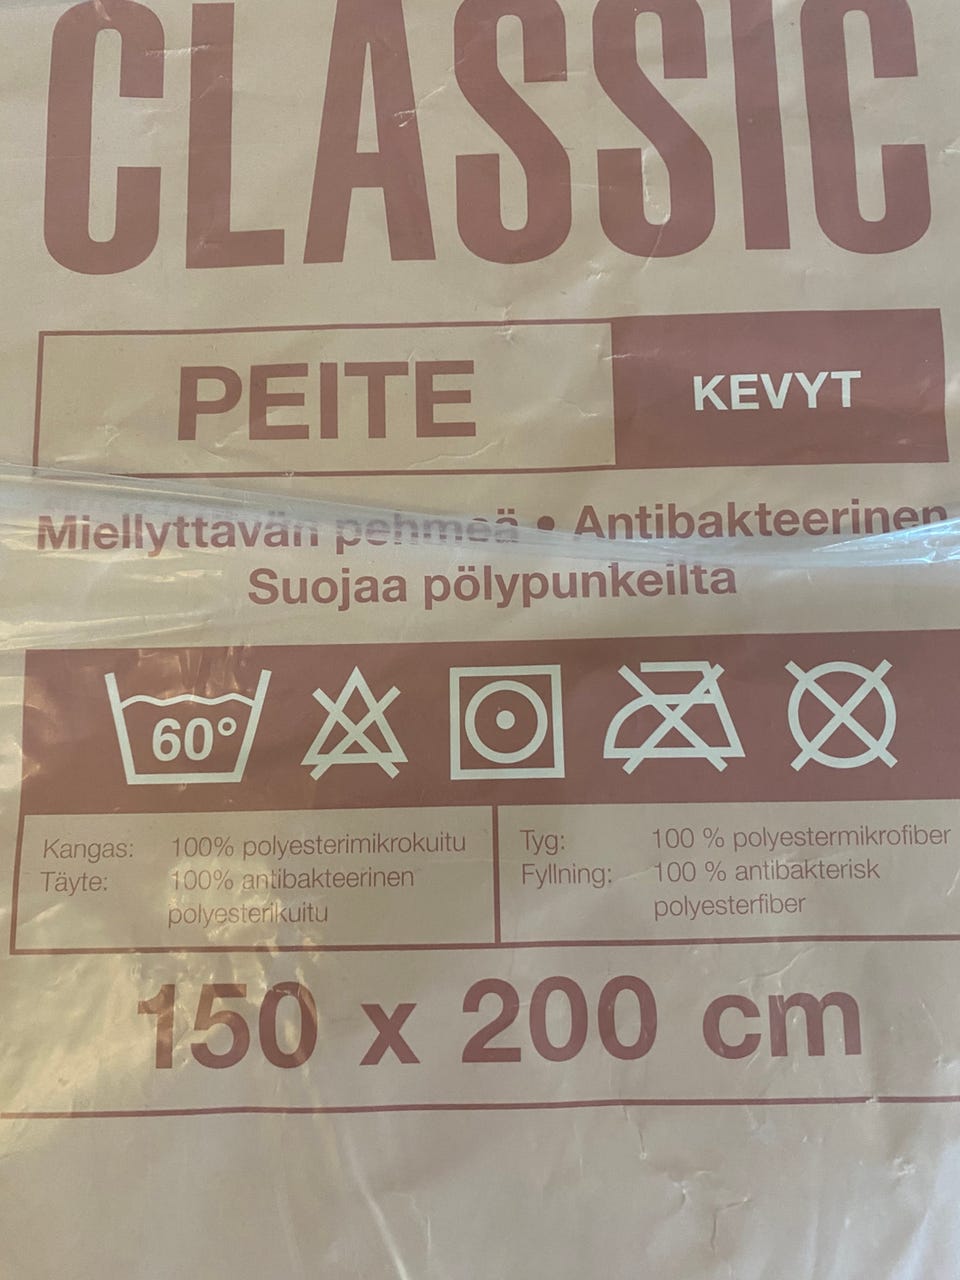 CLASSIC
PEITE
KEVYT
Miellyttävän pehmeä • Antibakteerinen
Suojaa pölypunkeilta
60°
Kangas: 100% polyesterimikrokuitu
Täyte: 100% antibakteerinen
polyesterikuitu
Tyg: 100 % polyestermikrofiber
Fyllning: 100 % antibakterisk
polyesterfiber
150 x 200 cm